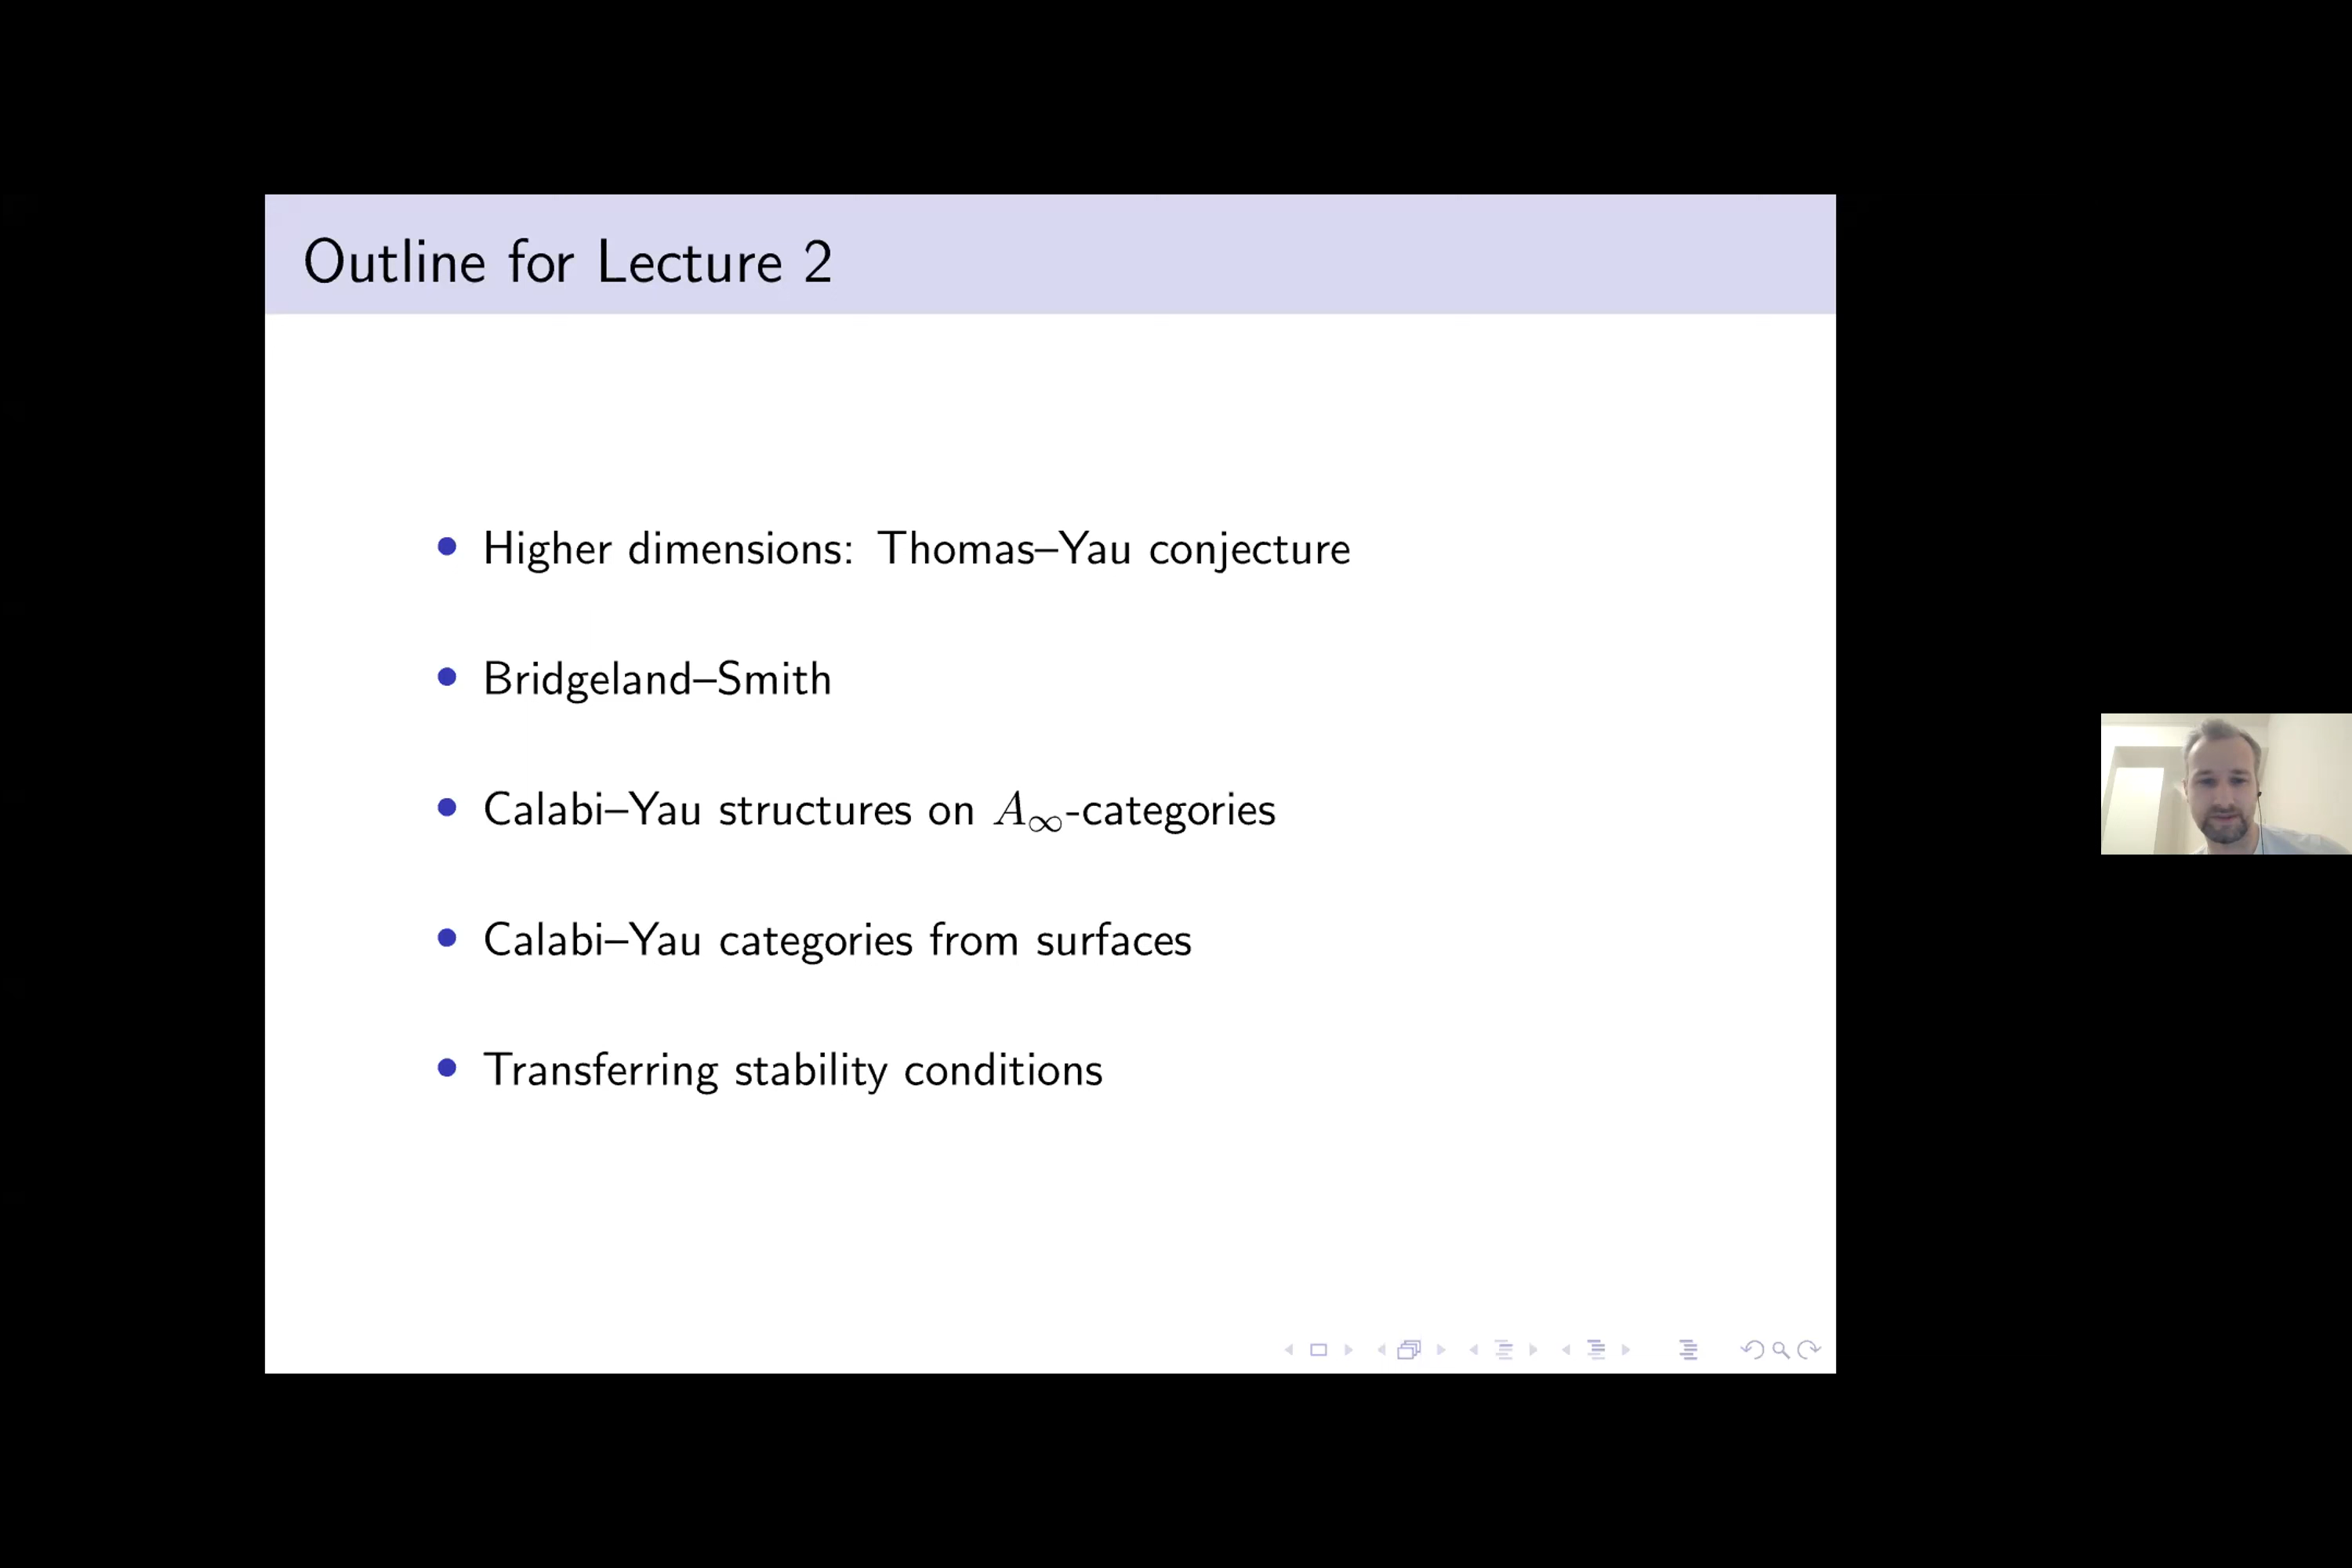 Outline for Lecture 2
• Higher dimensions: Thomas–Yau conjecture
• Bridgeland–Smith
• Calabi–Yau structures on $A_\infty$-categories
• Calabi–Yau categories from surfaces
• Transferring stability conditions